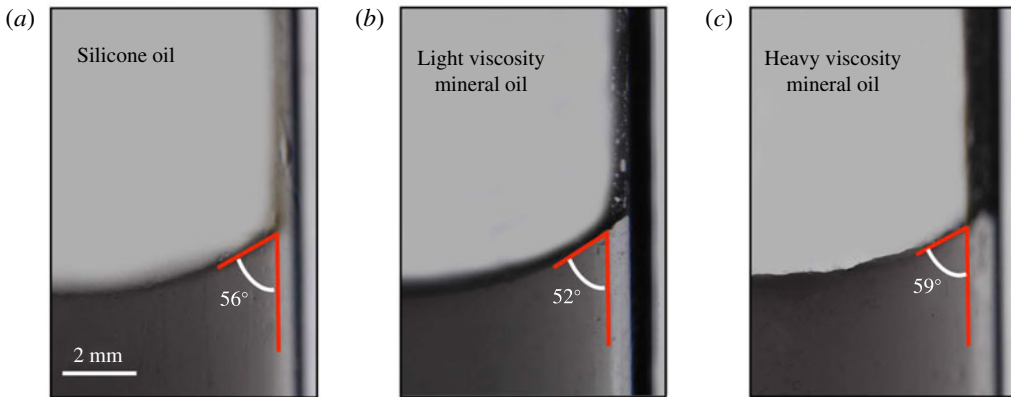 (a)
Silicone oil
56°
2 mm
(b)
Light viscosity
mineral oil
52°
(c)
Heavy viscosity
mineral oil
59°